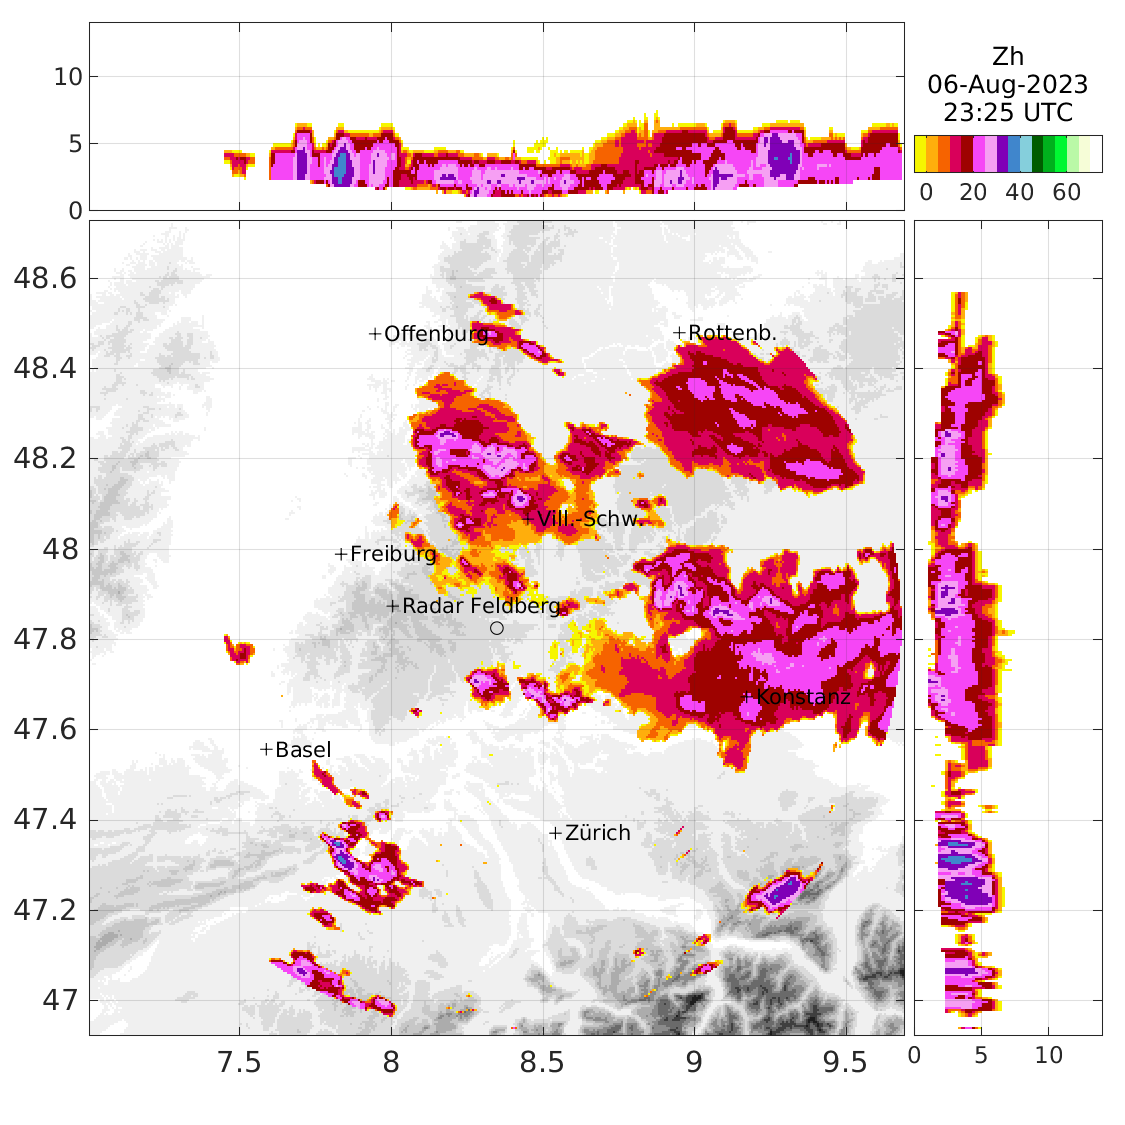 10
5
0
Zh
06-Aug-2023
23:25 UTC
0 20 40 60
48.6
48.4
48.2
48
47.8
47.6
47.4
47.2
47
+Offenburg
+Rottenb.
+Vill.-Schw.
+Freiburg
+Radar Feldberg
+Konstanz
+Basel
+Zürich
7.5 8 8.5 9 9.5
0 5 10